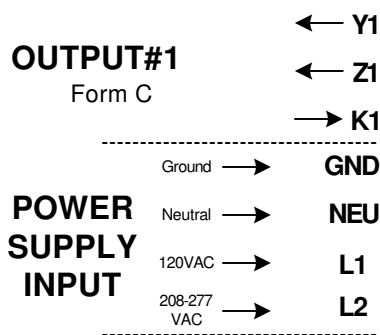 Y1
OUTPUT#1
Z1
Form C
K1
Ground
GND
POWER
SUPPLY
INPUT
Neutral
NEU
120VAC
L1
208-277
VAC
L2